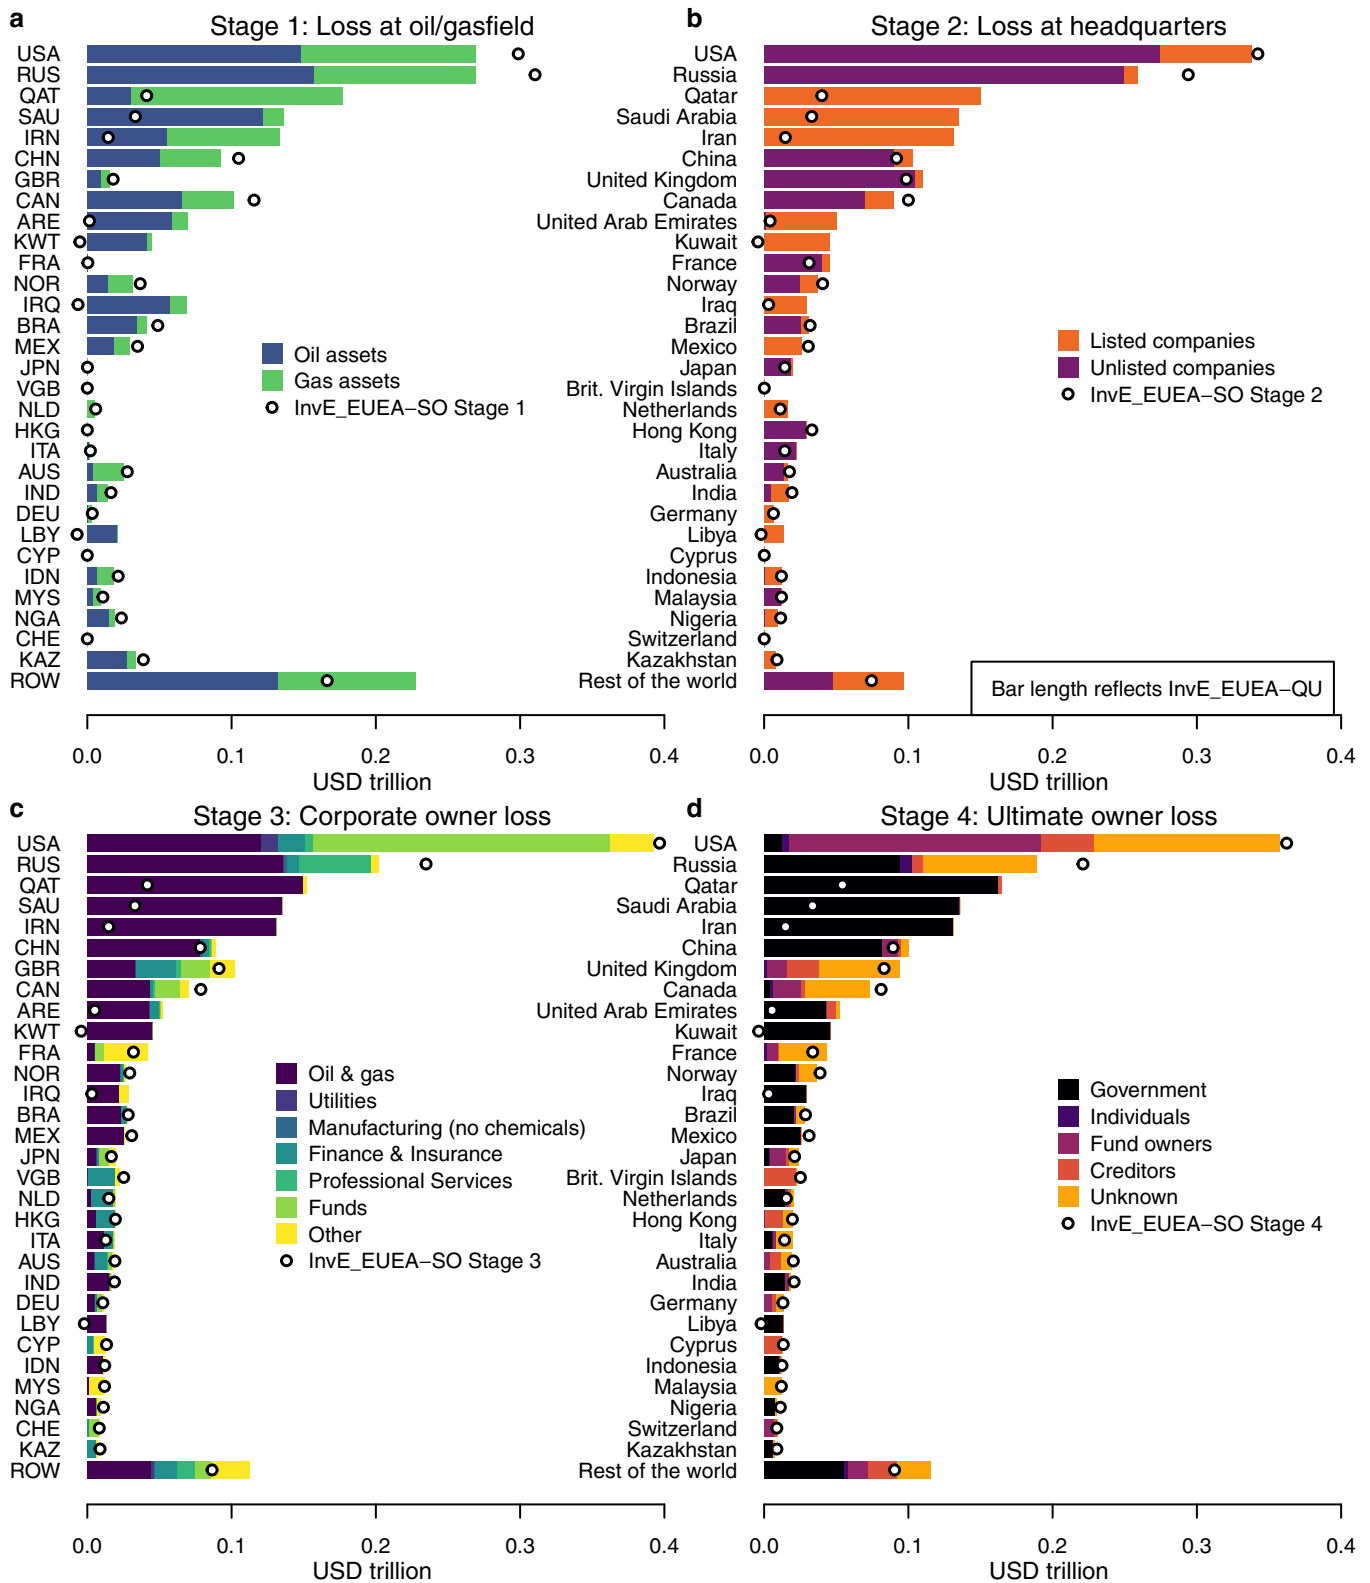 a
Stage 1: Loss at oil/gasfield
USA
RUS
QAT
SAU
IRN
CHN
GBR
CAN
ARE
KWT
FRA
NOR
IRQ
BRA
MEX
JPN
VGB
NLD
HKG
ITA
AUS
IND
DEU
LBY
CYP
IDN
MYS
NGA
CHE
KAZ
ROW
Oil assets
Gas assets
InvE_EUEA−SO Stage 1
0.0 0.1 0.2 0.3 0.4
USD trillion
b
Stage 2: Loss at headquarters
USA
Russia
Qatar
Saudi Arabia
Iran
China
United Kingdom
Canada
United Arab Emirates
Kuwait
France
Norway
Iraq
Brazil
Mexico
Japan
Brit. Virgin Islands
Netherlands
Hong Kong
Italy
Australia
India
Germany
Libya
Cyprus
Indonesia
Malaysia
Nigeria
Switzerland
Kazakhstan
Rest of the world
Listed companies
Unlisted companies
InvE_EUEA−SO Stage 2
Bar length reflects InvE_EUEA−QU
0.0 0.1 0.2 0.3 0.4
USD trillion
c
Stage 3: Corporate owner loss
USA
RUS
QAT
SAU
IRN
CHN
GBR
CAN
ARE
KWT
FRA
NOR
IRQ
BRA
MEX
JPN
VGB
NLD
HKG
ITA
AUS
IND
DEU
LBY
CYP
IDN
MYS
NGA
CHE
KAZ
ROW
Oil & gas
Utilities
Manufacturing (no chemicals)
Finance & Insurance
Professional Services
Funds
Other
InvE_EUEA−SO Stage 3
0.0 0.1 0.2 0.3 0.4
USD trillion
d
Stage 4: Ultimate owner loss
USA
Russia
Qatar
Saudi Arabia
Iran
China
United Kingdom
Canada
United Arab Emirates
Kuwait
France
Norway
Iraq
Brazil
Mexico
Japan
Brit. Virgin Islands
Netherlands
Hong Kong
Italy
Australia
India
Germany
Libya
Cyprus
Indonesia
Malaysia
Nigeria
Switzerland
Kazakhstan
Rest of the world
Government
Individuals
Fund owners
Creditors
Unknown
InvE_EUEA−SO Stage 4
0.0 0.1 0.2 0.3 0.4
USD trillion